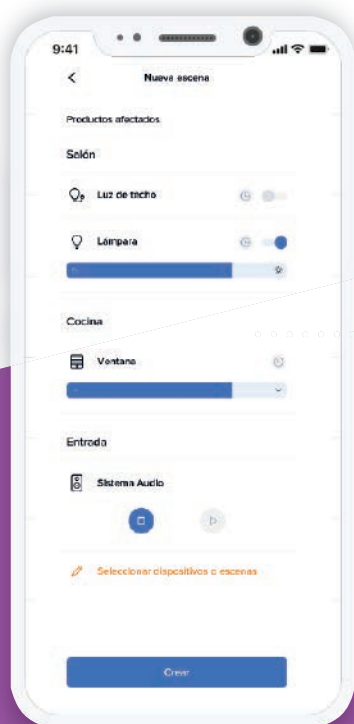 9:41
Nueva escena
Productos afectados
Salón
Luz de techo
Lámpara
Cocina
Ventana
Entrada
Sistema Audio
Seleccionar dispositivos o escenas
Crear